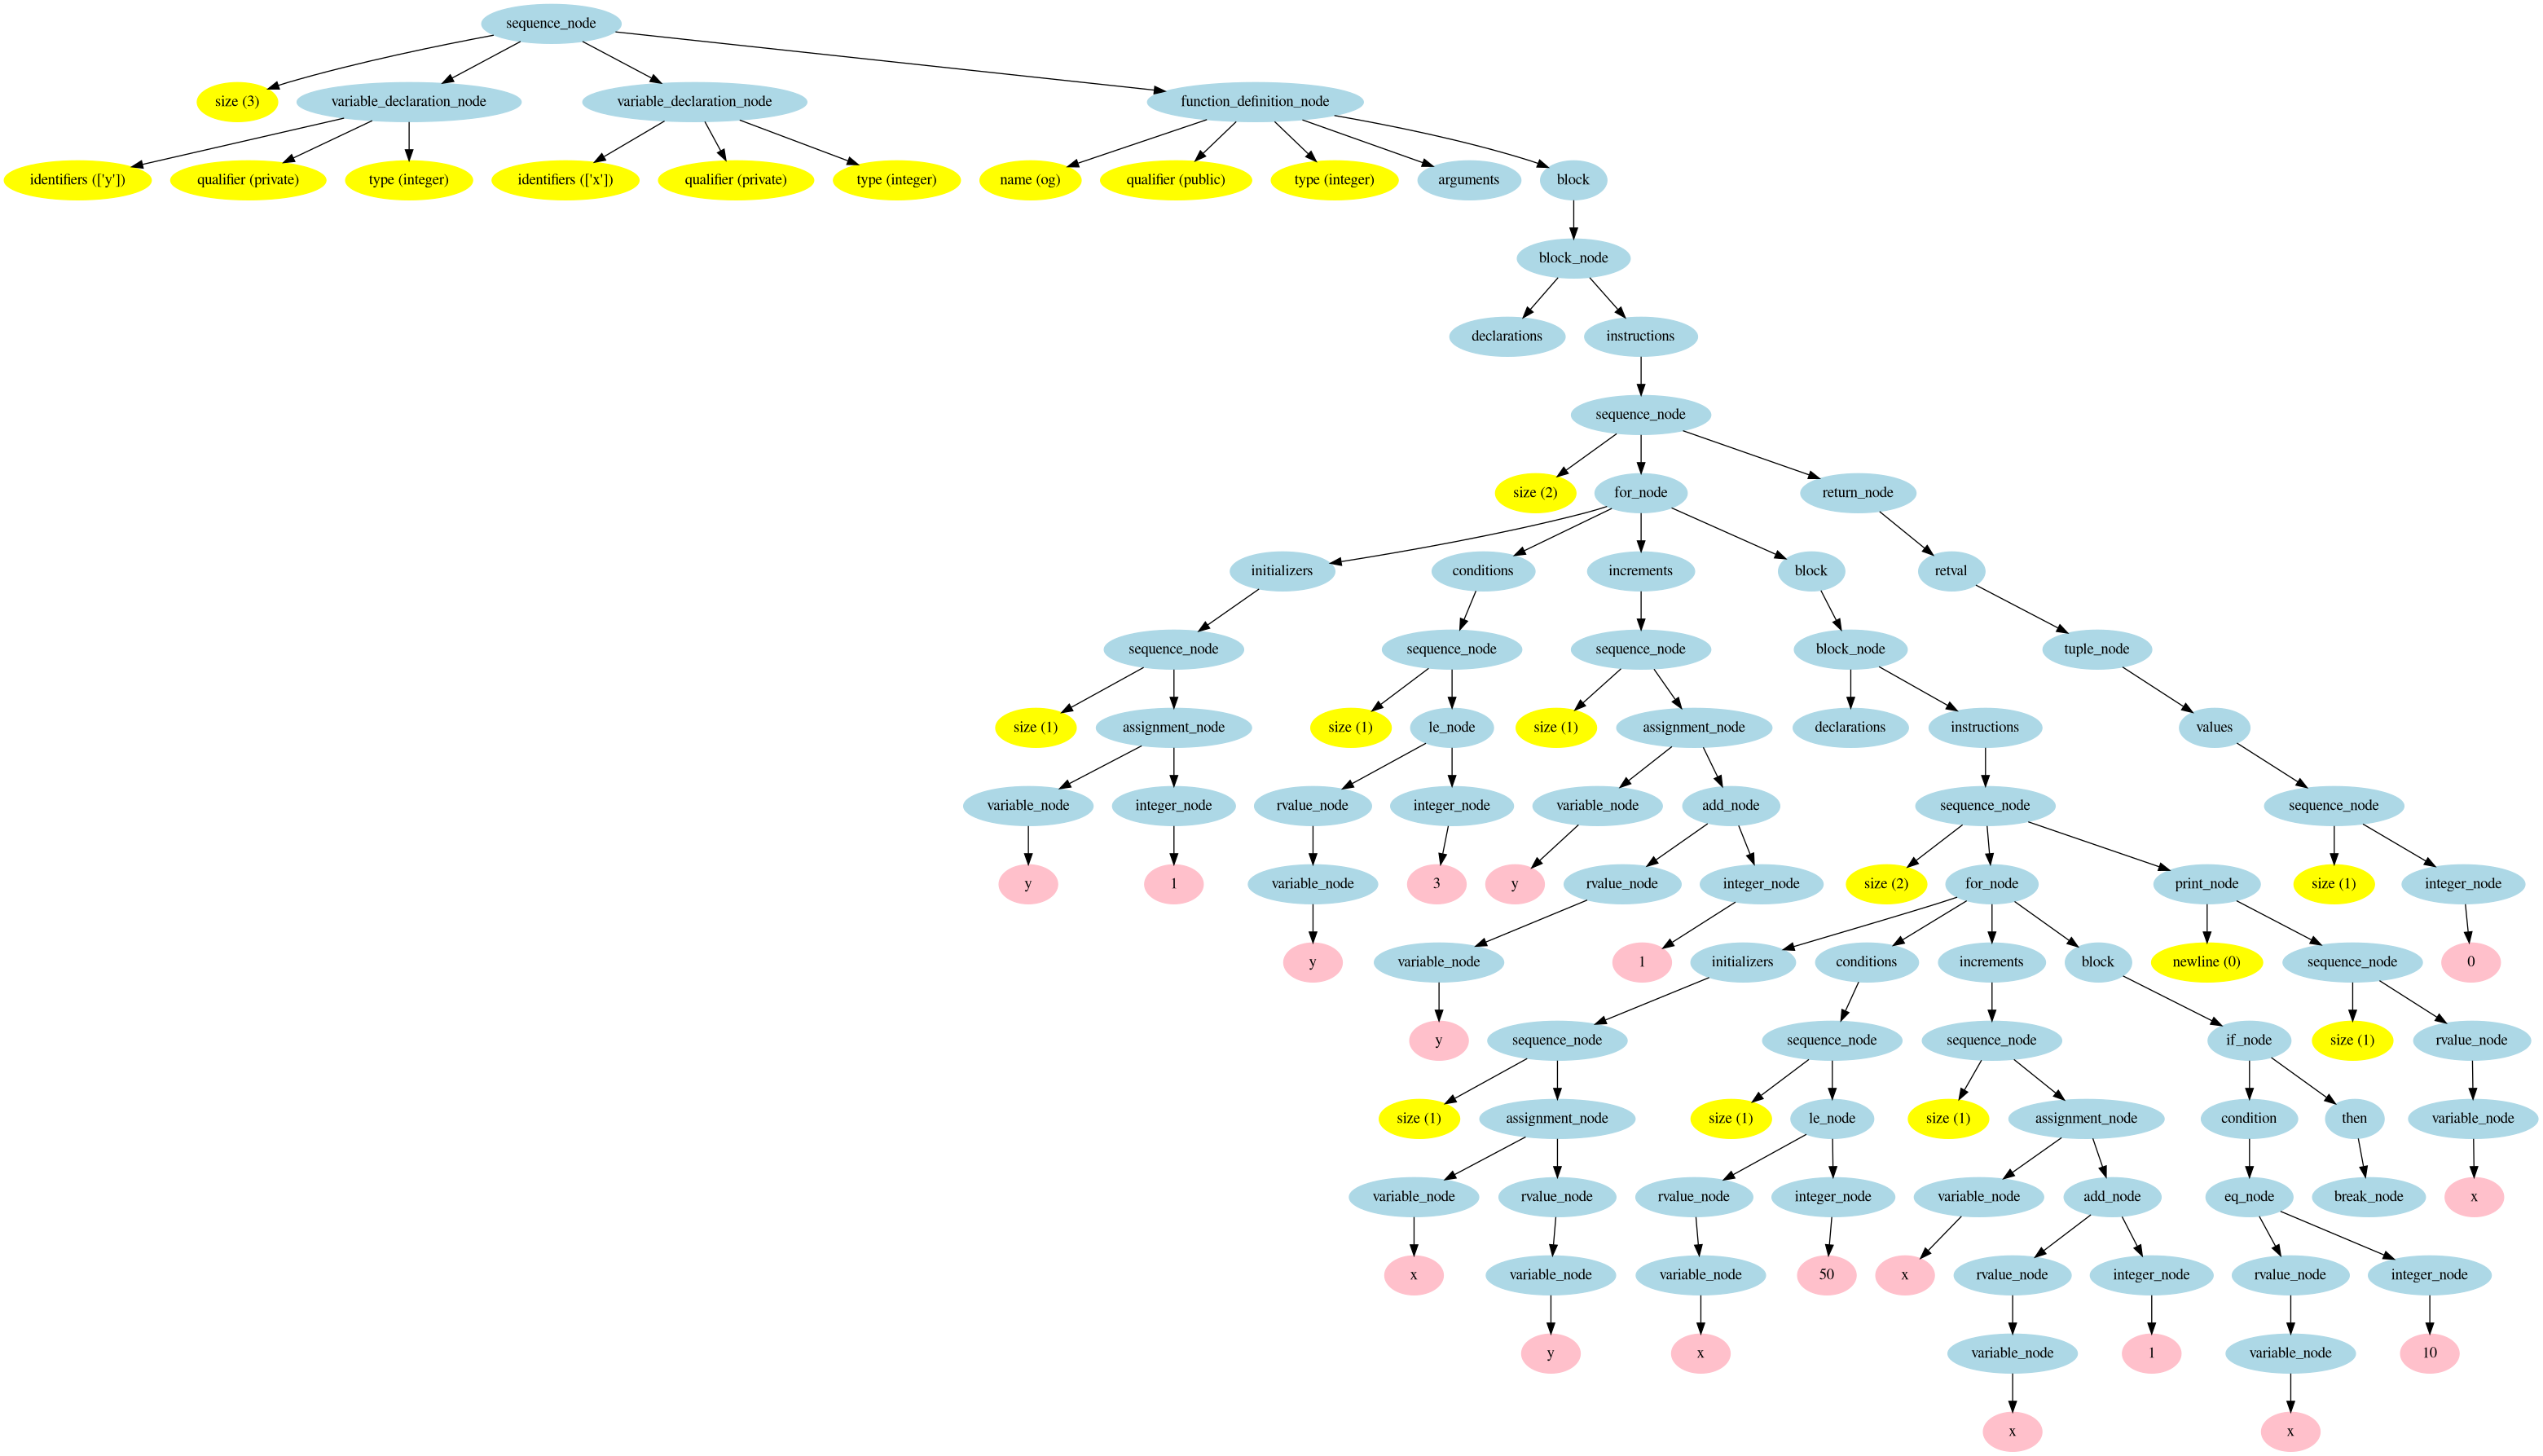 sequence_node
size (3)
variable_declaration_node
variable_declaration_node
function_definition_node
identifiers (['y'])
qualifier (private)
type (integer)
identifiers (['x'])
qualifier (private)
type (integer)
name (og)
qualifier (public)
type (integer)
arguments
block
block_node
declarations
instructions
sequence_node
size (2)
for_node
return_node
initializers
conditions
increments
block
retval
sequence_node
sequence_node
sequence_node
block_node
tuple_node
size (1)
assignment_node
size (1)
le_node
size (1)
assignment_node
declarations
instructions
values
variable_node
integer_node
rvalue_node
integer_node
variable_node
add_node
sequence_node
sequence_node
y
1
variable_node
3
y
rvalue_node
integer_node
size (2)
for_node
print_node
size (1)
integer_node
y
variable_node
1
initializers
conditions
increments
block
newline (0)
sequence_node
0
y
sequence_node
sequence_node
sequence_node
if_node
size (1)
rvalue_node
size (1)
assignment_node
size (1)
le_node
size (1)
assignment_node
condition
then
variable_node
variable_node
rvalue_node
rvalue_node
integer_node
variable_node
add_node
eq_node
break_node
x
x
variable_node
variable_node
50
x
rvalue_node
integer_node
rvalue_node
integer_node
y
x
variable_node
1
variable_node
10
x
x